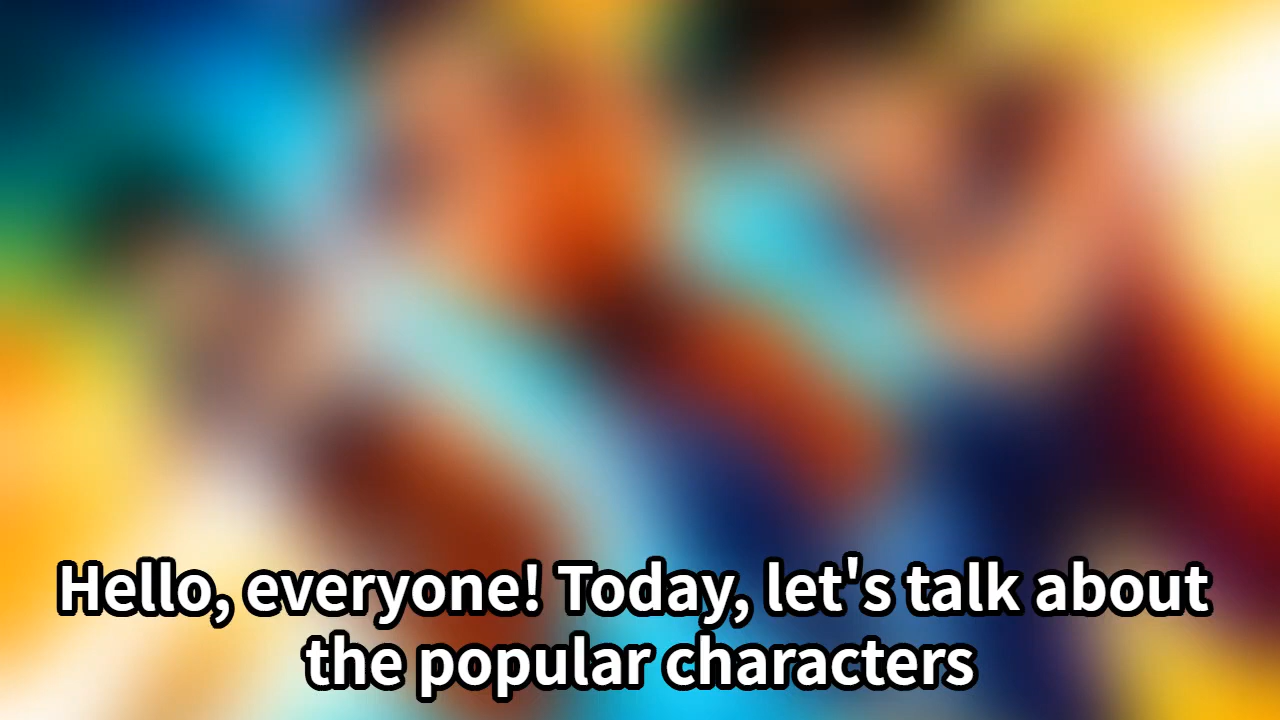 Hello, everyone! Today, let's talk about
the popular characters